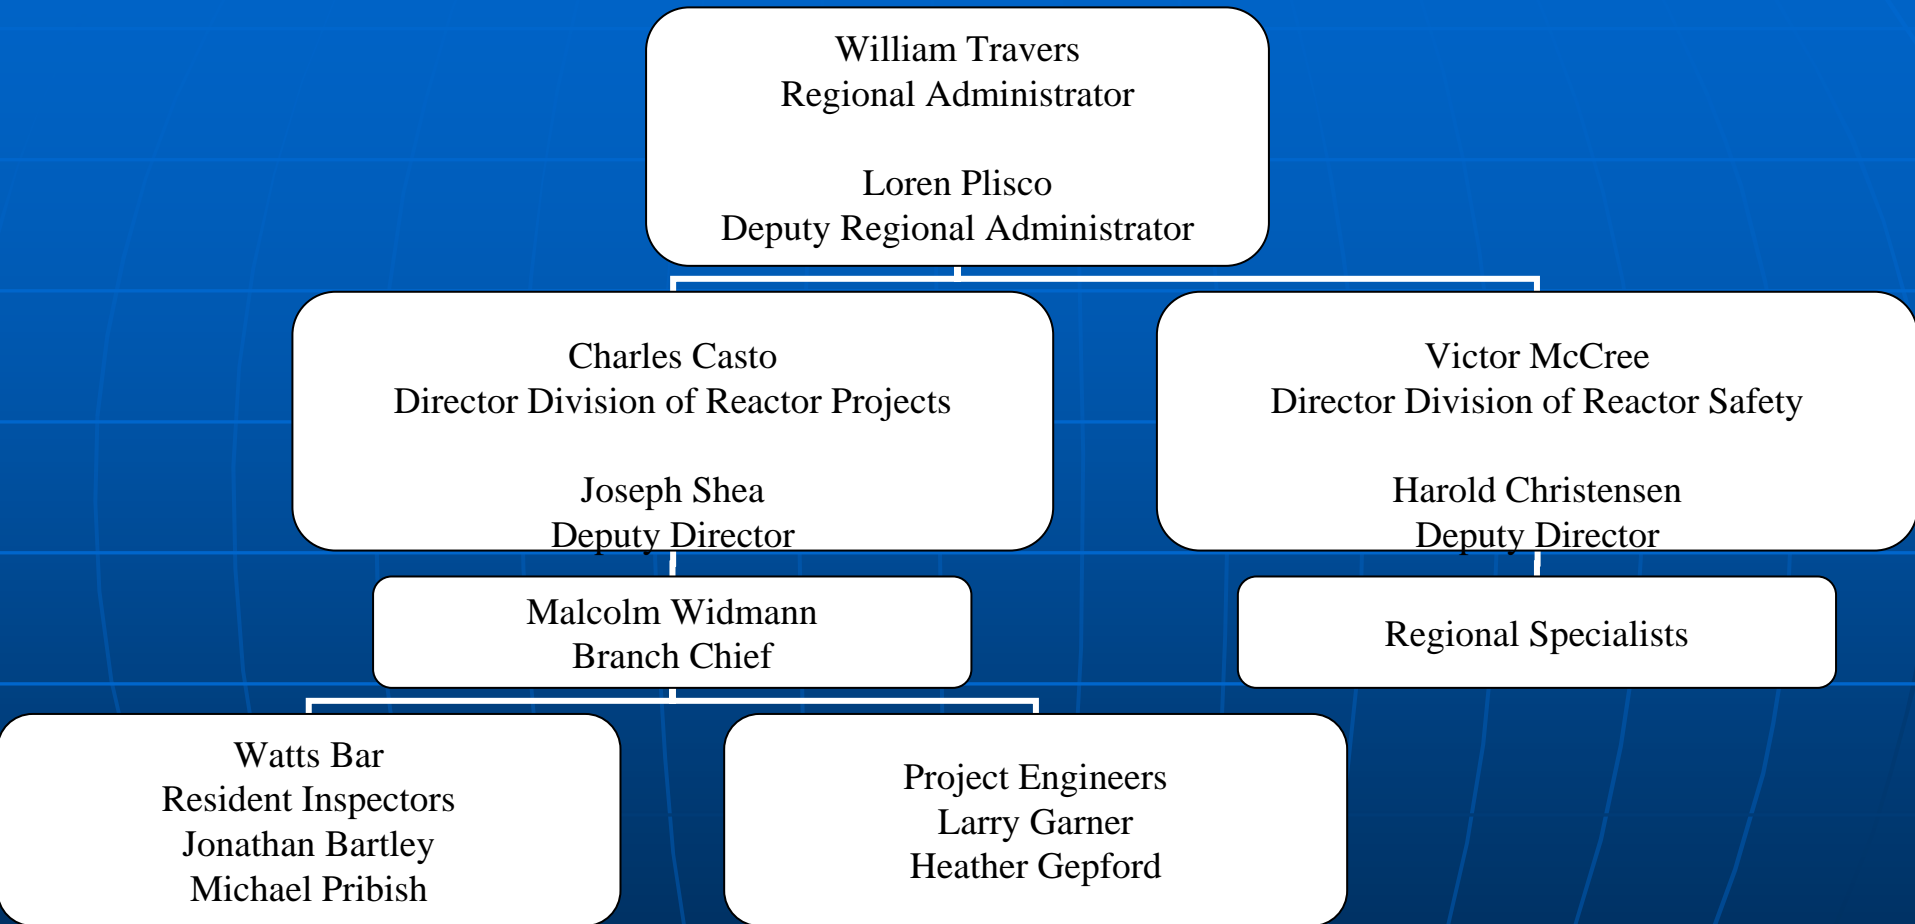 William Travers
Regional Administrator
Loren Plisco
Deputy Regional Administrator
Charles Casto
Director Division of Reactor Projects
Joseph Shea
Deputy Director
Victor McCree
Director Division of Reactor Safety
Harold Christensen
Deputy Director
Malcolm Widmann
Branch Chief
Regional Specialists
Watts Bar
Resident Inspectors
Jonathan Bartley
Michael Pribish
Project Engineers
Larry Garner
Heather Gepford